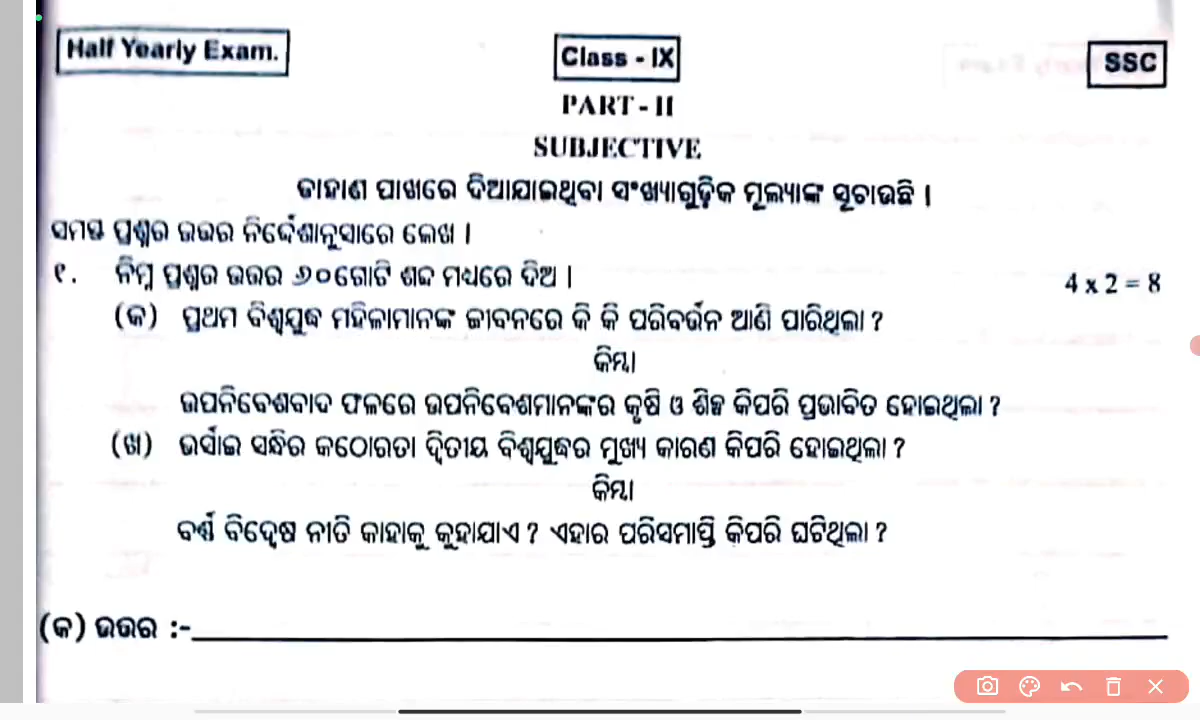 Half Yearly Exam.
Class - IX
SSC
PART - II
SUBJECTIVE
ଡାହାଣ ପାଖରେ ଦିଆଯାଇଥିବା ସଂଖ୍ୟାଗୁଡ଼ିକ ମୂଲ୍ୟାଙ୍କ ସୂଚାଉଛି ।
ସମସ୍ତ ପ୍ରଶ୍ନର ଉତ୍ତର ନିର୍ଦ୍ଦେଶାନୁସାରେ ଲେଖ ।
୧. ନିମ୍ନ ପ୍ରଶ୍ନର ଉତ୍ତର ୬୦ଗୋଟି ଶବ୍ଦ ମଧ୍ୟରେ ଦିଅ । 4 x 2 = 8
(କ) ପ୍ରଥମ ବିଶ୍ୱଯୁଦ୍ଧ ମହିଳାମାନଙ୍କ ଜୀବନରେ କି କି ପରିବର୍ତ୍ତନ ଆଣି ପାରିଥିଲା ?
କିମ୍ବା
ଉପନିବେଶବାଦ ଫଳରେ ଉପନିବେଶମାନଙ୍କର କୃଷି ଓ ଶିଳ୍ପ କିପରି ପ୍ରଭାବିତ ହୋଇଥିଲା ?
(ଖ) ଭର୍ସାଇ ସନ୍ଧିର କଠୋରତା ଦ୍ୱିତୀୟ ବିଶ୍ୱଯୁଦ୍ଧର ମୁଖ୍ୟ କାରଣ କିପରି ହୋଇଥିଲା ?
କିମ୍ବା
ବର୍ଣ୍ଣ ବିଦ୍ୱେଷ ନୀତି କାହାକୁ କୁହାଯାଏ ? ଏହାର ପରିସମାପ୍ତି କିପରି ଘଟିଥିଲା ?
(କ) ଉତ୍ତର :-